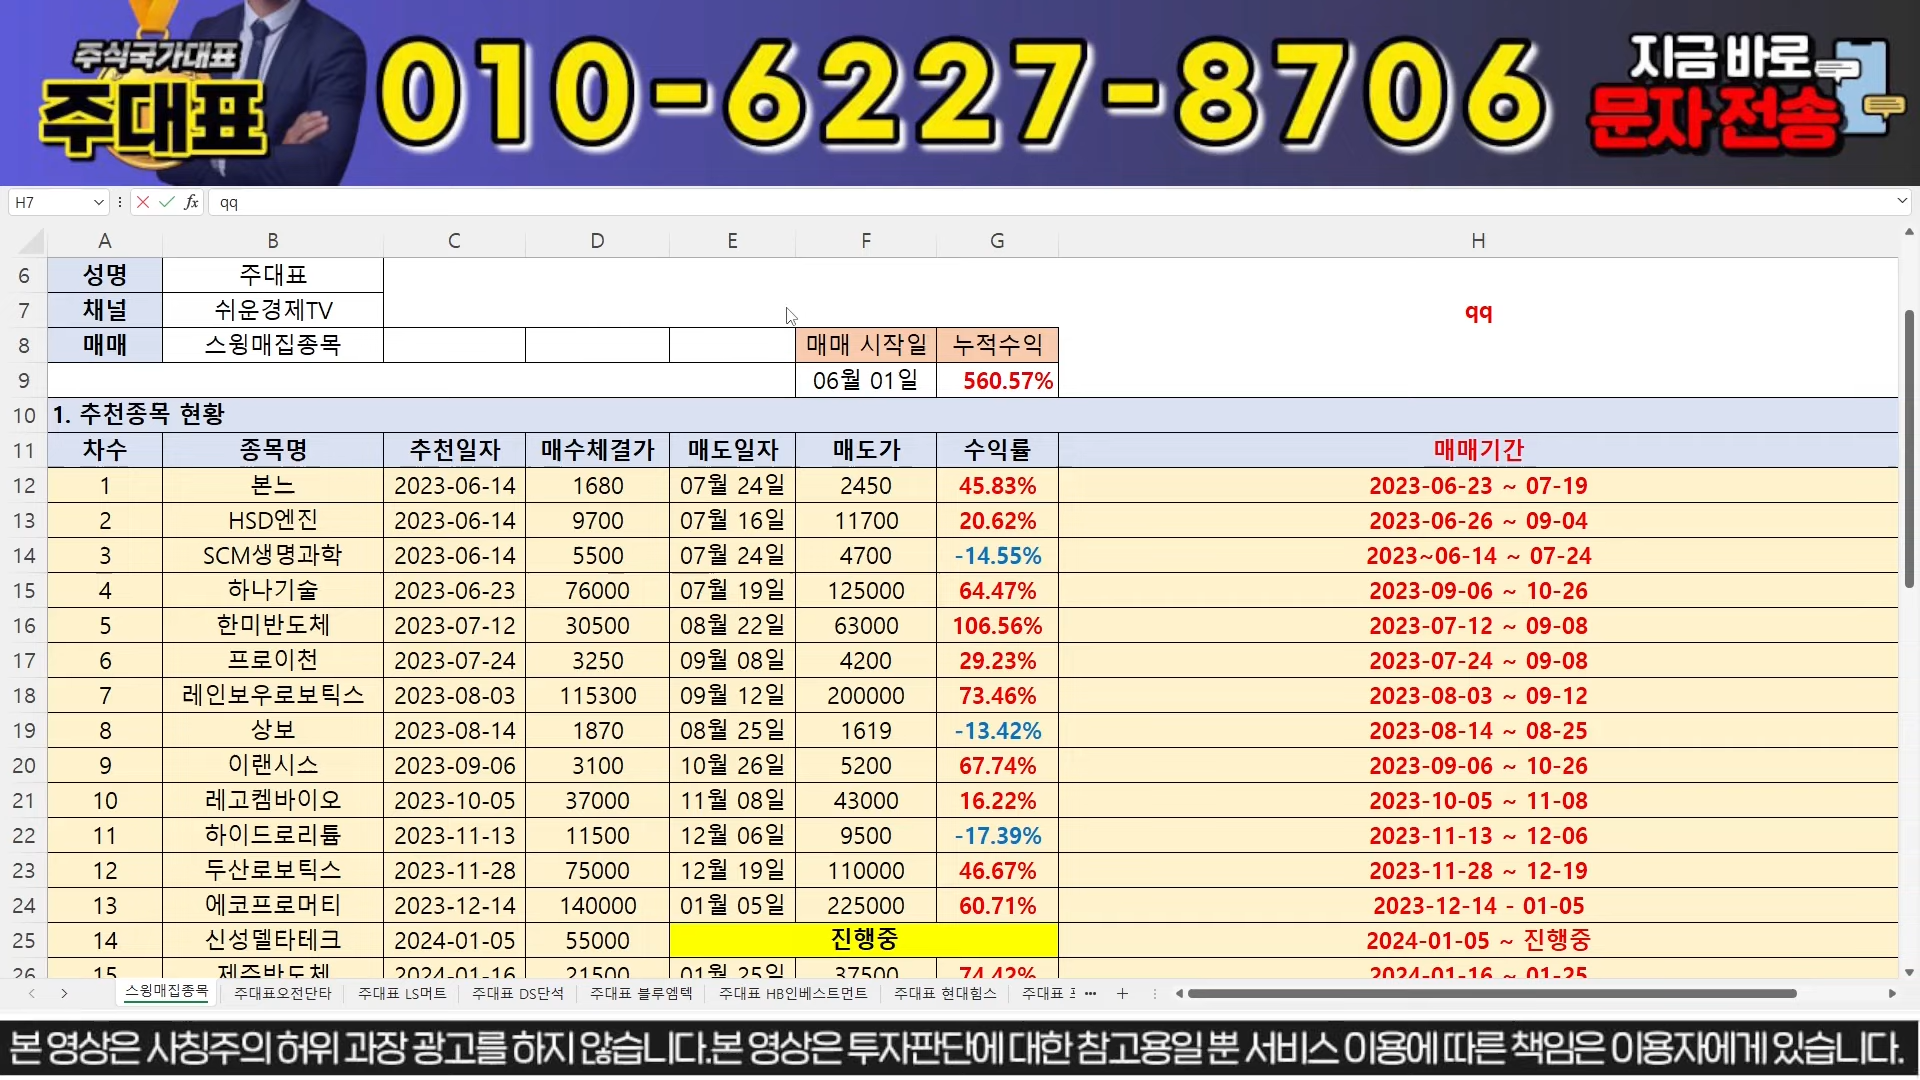 주식국가대표
주대표
010-6227-8706
지금 바로
문자 전송
H7 fx qq
A B C D E F G H
6 성명 주대표
7 채널 쉬운경제TV qq
8 매매 스윙매집종목 매매 시작일 누적수익
9 06월 01일 560.57%
10 1. 추천종목 현황
11 차수 종목명 추천일자 매수체결가 매도일자 매도가 수익률 매매기간
12 1 본느 2023-06-14 1680 07월 24일 2450 45.83% 2023-06-23 ~ 07-19
13 2 HSD엔진 2023-06-14 9700 07월 16일 11700 20.62% 2023-06-26 ~ 09-04
14 3 SCM생명과학 2023-06-14 5500 07월 24일 4700 -14.55% 2023~06-14 ~ 07-24
15 4 하나기술 2023-06-23 76000 07월 19일 125000 64.47% 2023-09-06 ~ 10-26
16 5 한미반도체 2023-07-12 30500 08월 22일 63000 106.56% 2023-07-12 ~ 09-08
17 6 프로이천 2023-07-24 3250 09월 08일 4200 29.23% 2023-07-24 ~ 09-08
18 7 레인보우로보틱스 2023-08-03 115300 09월 12일 200000 73.46% 2023-08-03 ~ 09-12
19 8 상보 2023-08-14 1870 08월 25일 1619 -13.42% 2023-08-14 ~ 08-25
20 9 이랜시스 2023-09-06 3100 10월 26일 5200 67.74% 2023-09-06 ~ 10-26
21 10 레고켐바이오 2023-10-05 37000 11월 08일 43000 16.22% 2023-10-05 ~ 11-08
22 11 하이드로리튬 2023-11-13 11500 12월 06일 9500 -17.39% 2023-11-13 ~ 12-06
23 12 두산로보틱스 2023-11-28 75000 12월 19일 110000 46.67% 2023-11-28 ~ 12-19
24 13 에코프로머티 2023-12-14 140000 01월 05일 225000 60.71% 2023-12-14 - 01-05
25 14 신성델타테크 2024-01-05 55000 진행중 2024-01-05 ~ 진행중
26 15 제주반도체 2024-01-16 21500 01월 25일 37500 74.42% 2024-01-16 ~ 01-25
스윙매집종목 주대표오전단타 주대표 LS머트 주대표 DS단석 주대표 블루엠텍 주대표 HB인베스트먼트 주대표 현대힘스 주대표
본 영상은 사칭주의 허위 과장 광고를 하지 않습니다.본 영상은 투자판단에 대한 참고용일 뿐 서비스 이용에 따른 책임은 이용자에게 있습니다.